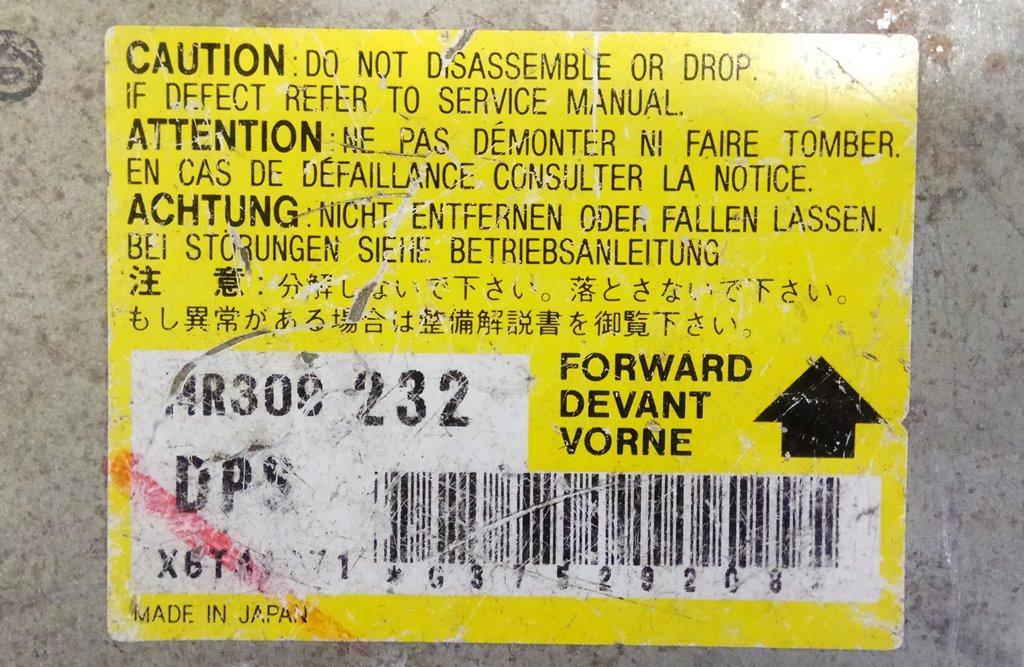 CAUTION : DO NOT DISASSEMBLE OR DROP.
IF DEFECT REFER TO SERVICE MANUAL.
ATTENTION : NE PAS DÉMONTER NI FAIRE TOMBER.
EN CAS DE DÉFAILLANCE CONSULTER LA NOTICE.
ACHTUNG : NICHT ENTFERNEN ODER FALLEN LASSEN.
BEI STÖRUNGEN SIEHE BETRIEBSANLEITUNG
注 意 : 分解しないで下さい。落とさないで下さい。
もし異常がある場合は整備解説書を御覧下さい。
MR309 232
FORWARD
DEVANT
VORNE
DPS
*G37529208*
MADE IN JAPAN